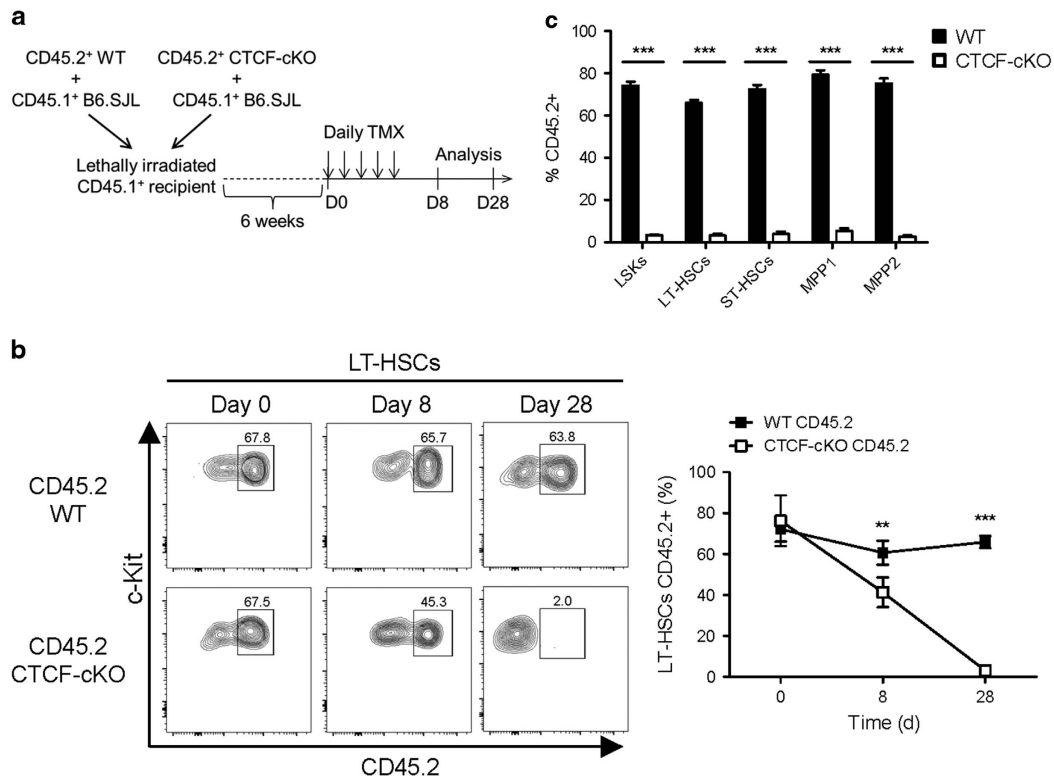 a
CD45.2⁺ WT
+
CD45.1⁺ B6.SJL
CD45.2⁺ CTCF-cKO
+
CD45.1⁺ B6.SJL
Lethally irradiated
CD45.1⁺ recipient
6 weeks
Daily TMX
Analysis
D0
D8
D28
c
WT
CTCF-cKO
% CD45.2+
100
80
60
40
20
0
*** *** *** *** ***
LSKs
LT-HSCs
ST-HSCs
MPP1
MPP2
b
LT-HSCs
Day 0 Day 8 Day 28
CD45.2
WT
67.8 65.7 63.8
c-Kit
CD45.2
CTCF-cKO
67.5 45.3 2.0
CD45.2
WT CD45.2
CTCF-cKO CD45.2
LT-HSCs CD45.2+ (%)
100
80
60
40
20
0
** ***
0 8 28
Time (d)